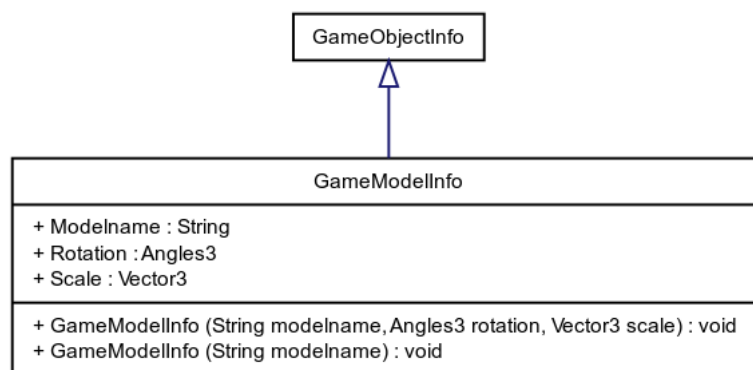 GameObjectInfo
GameModelInfo
+ Modelname : String
+ Rotation : Angles3
+ Scale : Vector3
+ GameModelInfo (String modelname, Angles3 rotation, Vector3 scale) : void
+ GameModelInfo (String modelname) : void